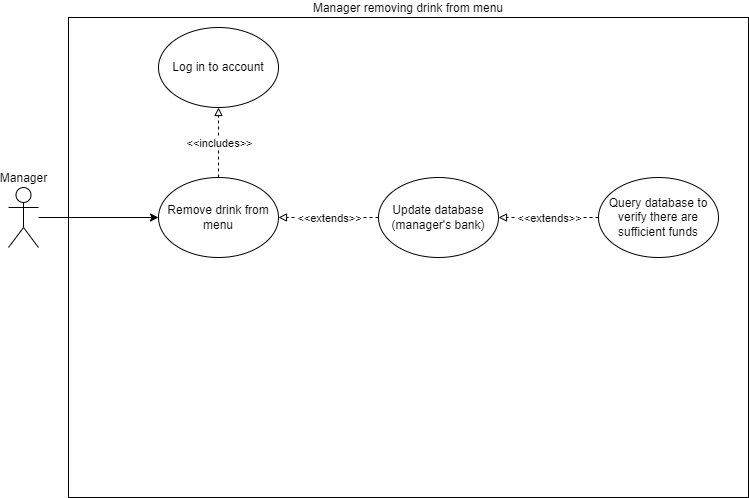 Manager removing drink from menu
Log in to account
<<includes>>
Manager
Remove drink from
menu
<<extends>>
Update database
(manager's bank)
<<extends>>
Query database to
verify there are
sufficient funds